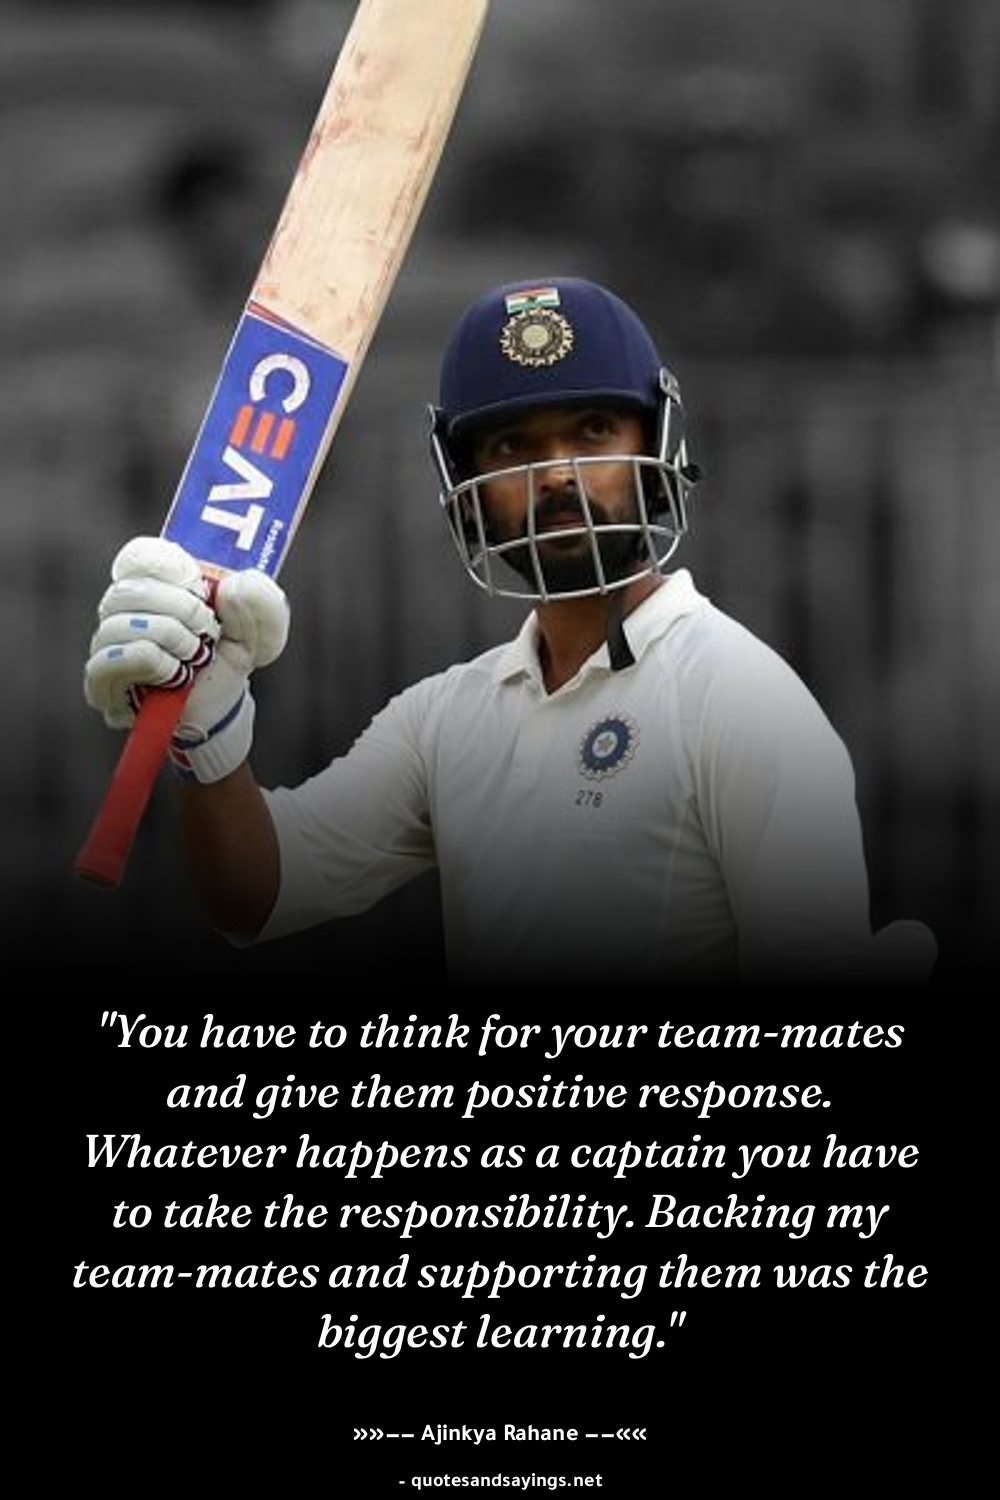 CEAT
278
"You have to think for your team-mates
and give them positive response.
Whatever happens as a captain you have
to take the responsibility. Backing my
team-mates and supporting them was the
biggest learning."
»»−− Ajinkya Rahane −−««
- quotesandsayings.net